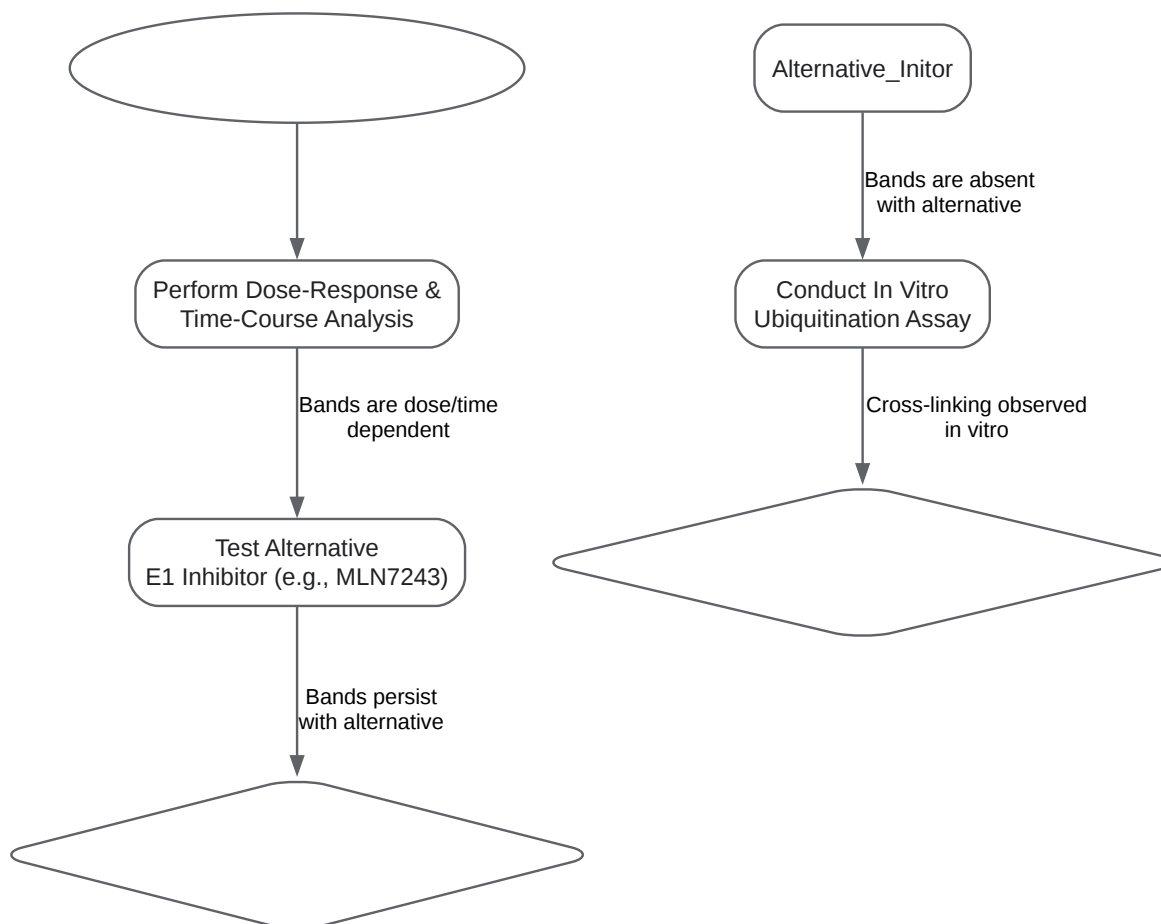 Alternative_Initor
Bands are absent
with alternative
Perform Dose-Response &
Time-Course Analysis
Conduct In Vitro
Ubiquitination Assay
Bands are dose/time
dependent
Cross-linking observed
in vitro
Test Alternative
E1 Inhibitor (e.g., MLN7243)
Bands persist
with alternative